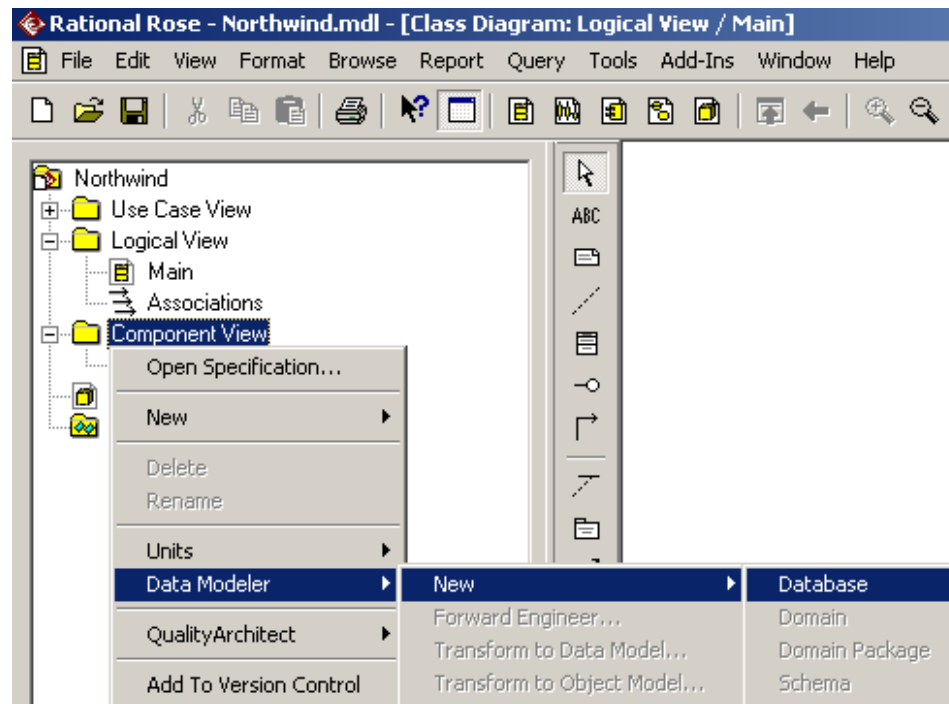 Rational Rose - Northwind.mdl - [Class Diagram: Logical View / Main]
File Edit View Format Browse Report Query Tools Add-Ins Window Help
Northwind
Use Case View
Logical View
Main
Associations
Component View
ABC
Open Specification...
New
Delete
Rename
Units
Data Modeler
QualityArchitect
Add To Version Control
New
Forward Engineer...
Transform to Data Model...
Transform to Object Model...
Database
Domain
Domain Package
Schema